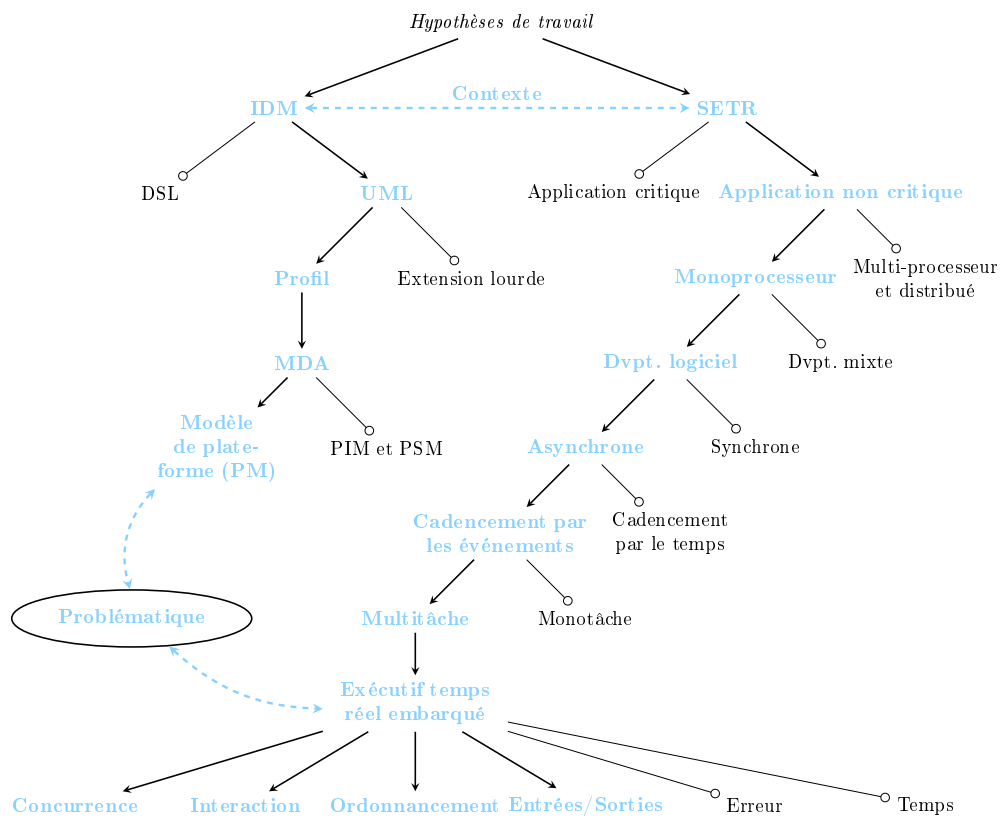 Hypothèses de travail
Contexte
IDM
SETR
DSL
UML
Application critique
Application non critique
Profil
Extension lourde
Monoprocesseur
Multi-processeur
et distribué
MDA
PIM et PSM
Dvpt. logiciel
Dvpt. mixte
Modèle
de plate-
forme (PM)
Asynchrone
Synchrone
Cadencement par
les événements
Cadencement
par le temps
Problématique
Multitâche
Monotâche
Exécutif temps
réel embarqué
Concurrence
Interaction
Ordonnancement
Entrées/Sorties
Erreur
Temps